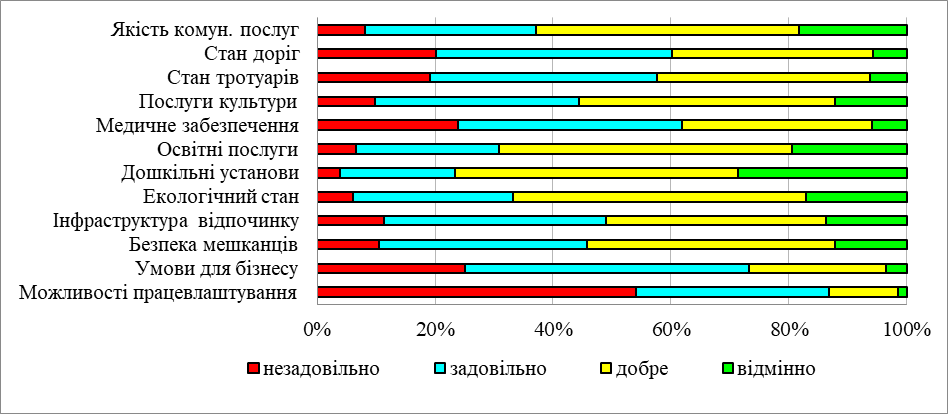 Якість комун. послуг
Стан доріг
Стан тротуарів
Послуги культури
Медичне забезпечення
Освітні послуги
Дошкільні установи
Екологічний стан
Інфраструктура відпочинку
Безпека мешканців
Умови для бізнесу
Можливості працевлаштування
0% 20% 40% 60% 80% 100%
незадовільно задовільно добре відмінно